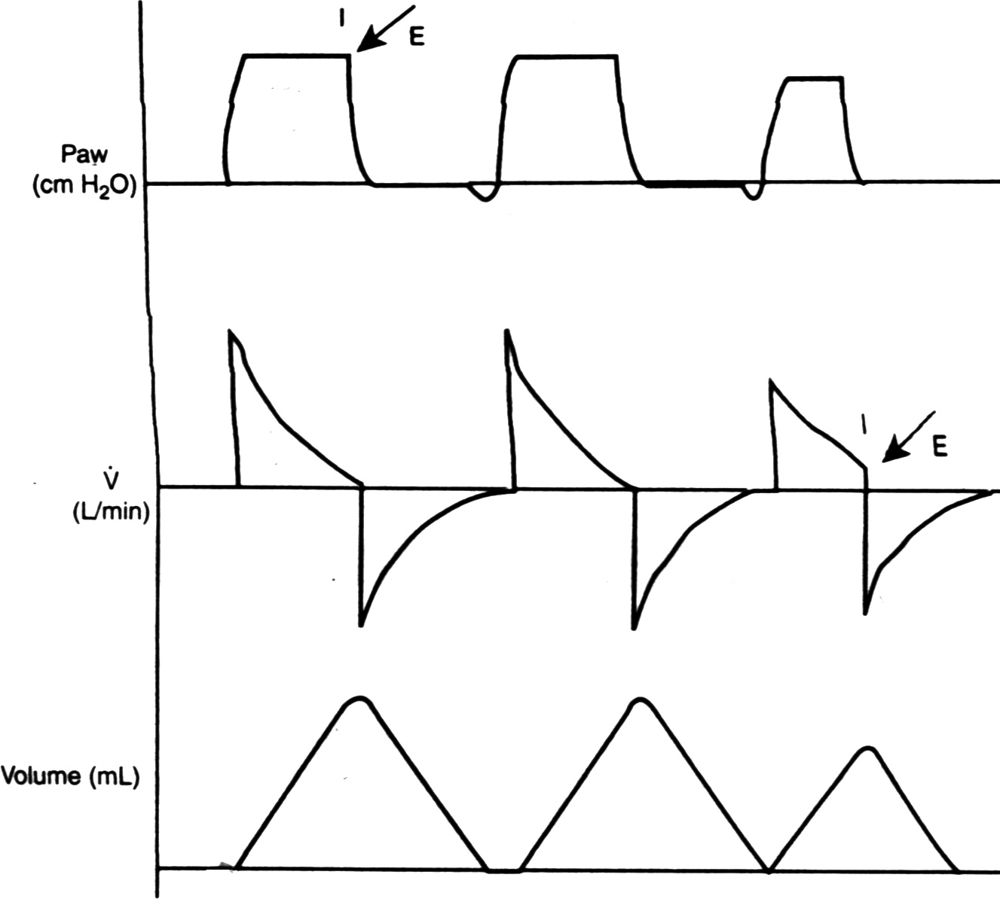 I
E
Paw
(cm H₂O)
I
E
V̇
(L/min)
Volume (mL)